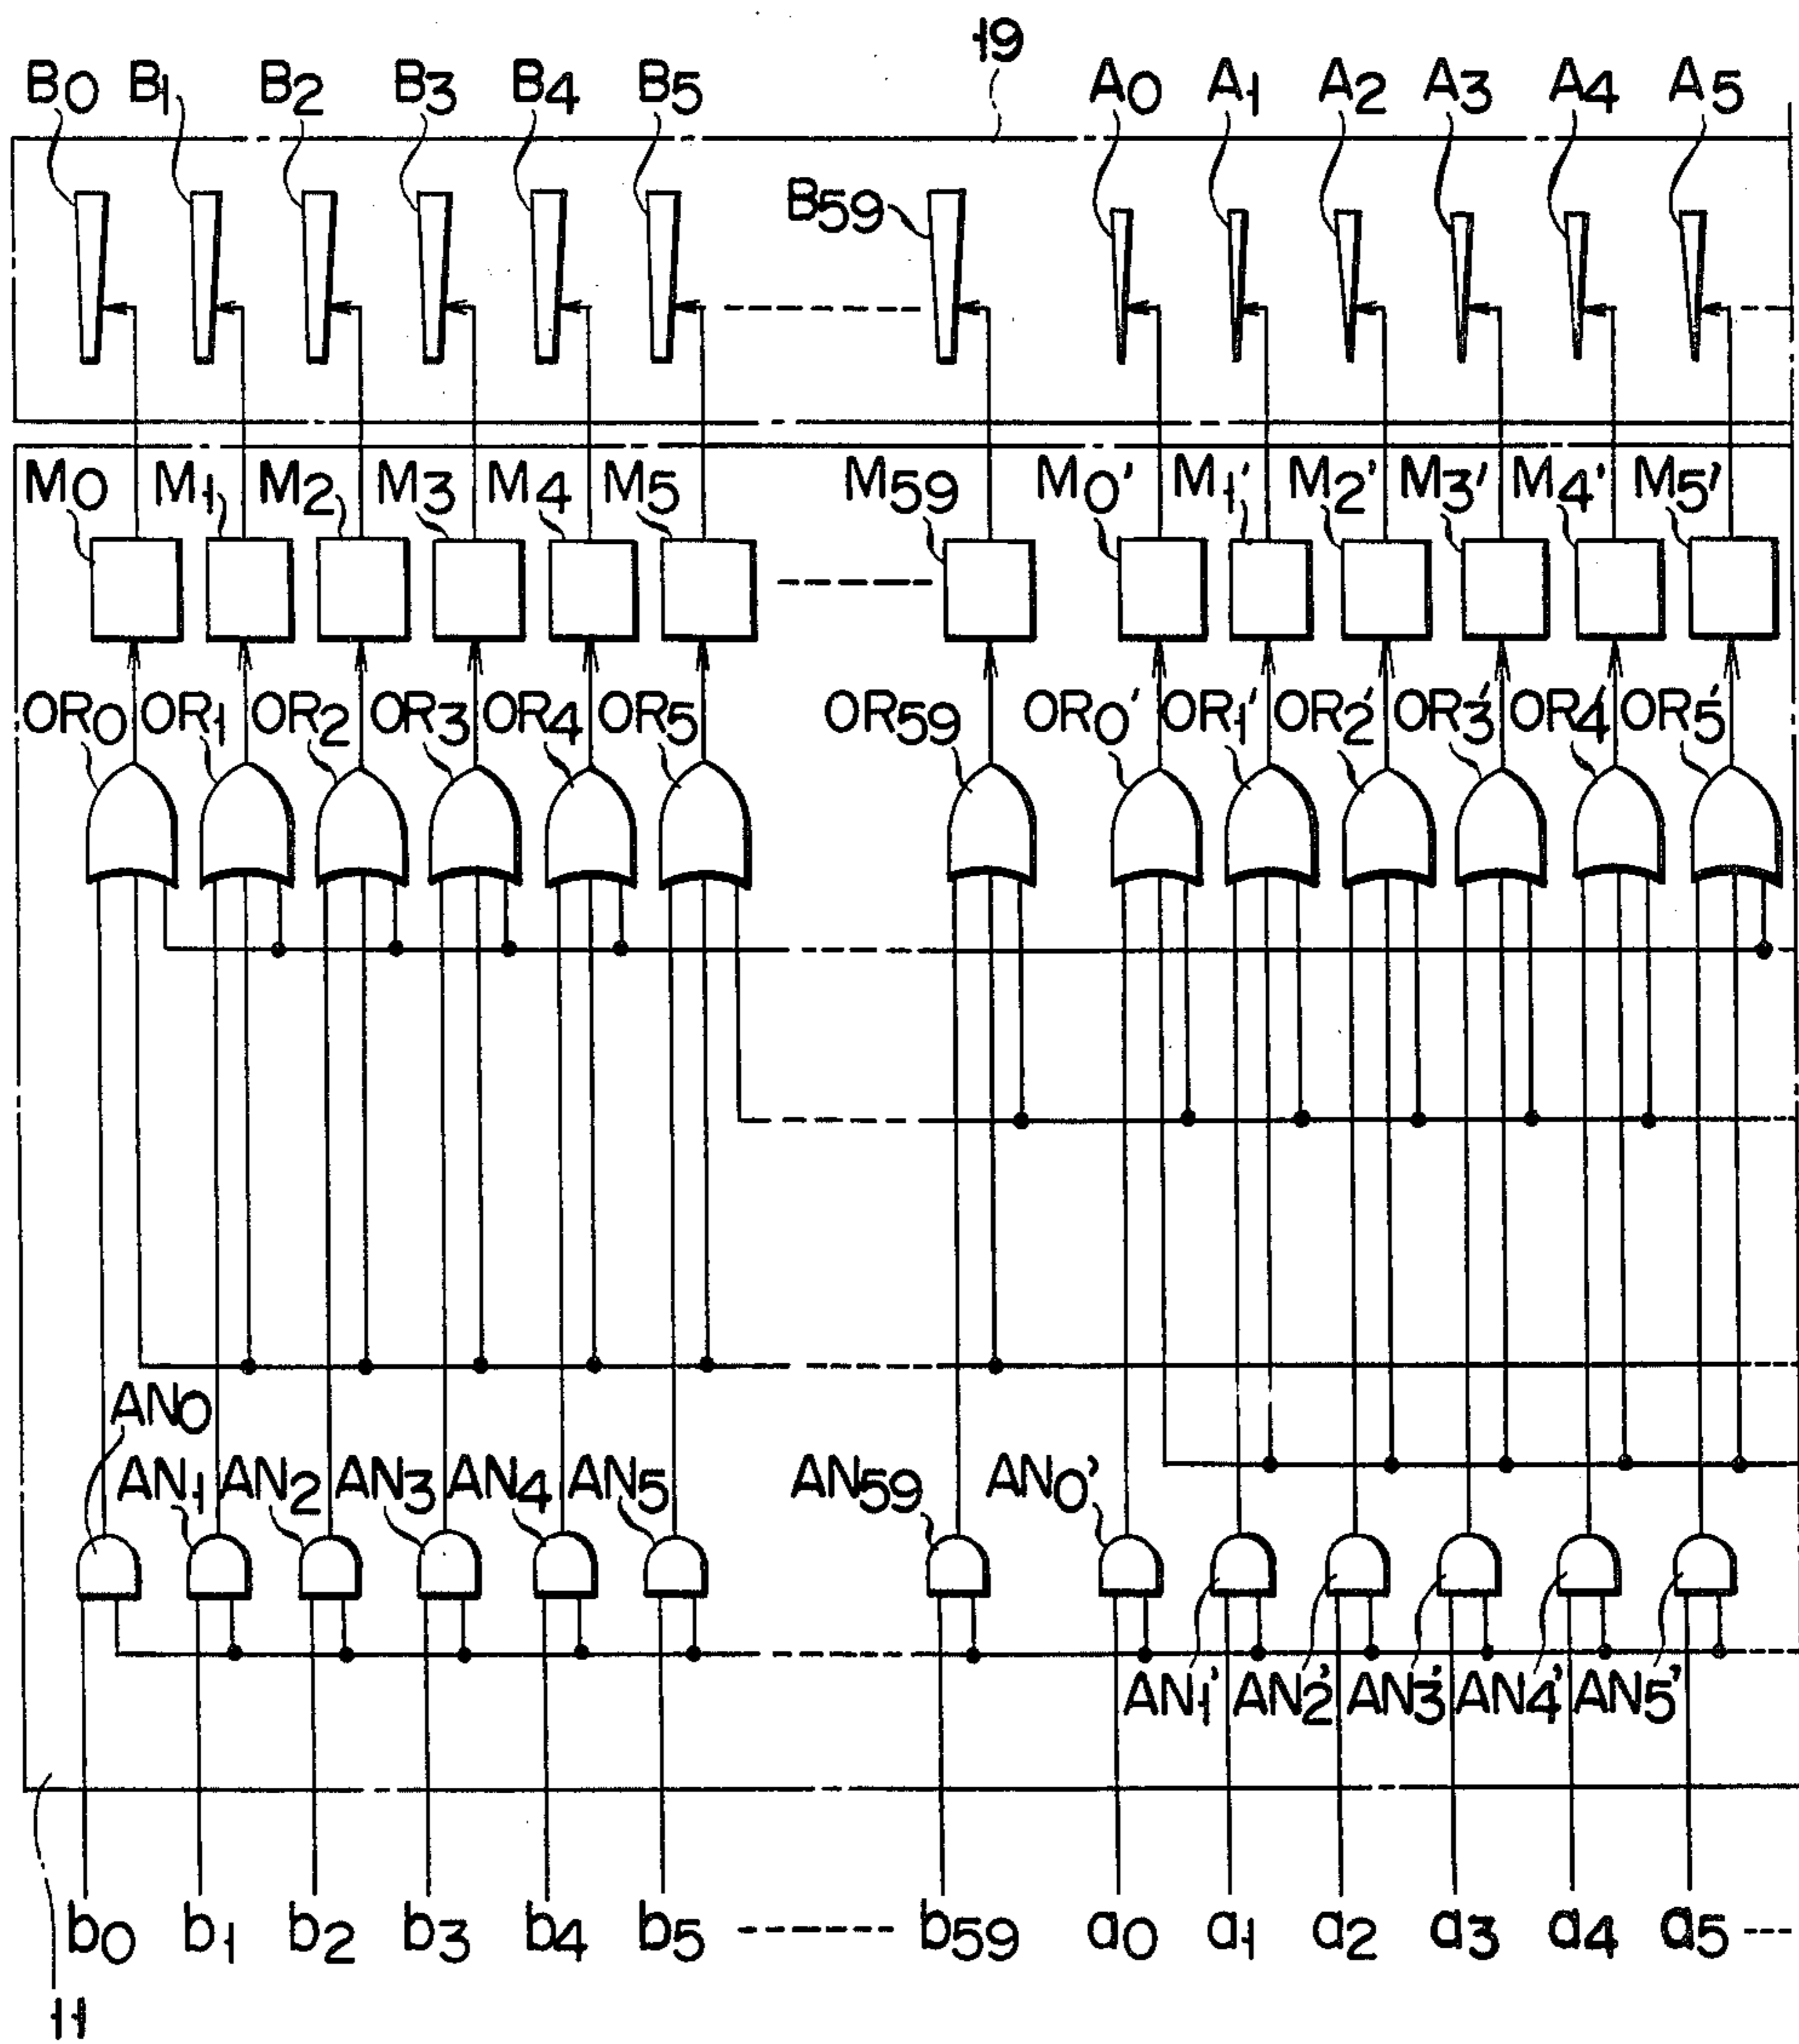 19
B0 B1 B2 B3 B4 B5 A0 A1 A2 A3 A4 A5
B59
M0 M1 M2 M3 M4 M5 M59 M0' M1' M2' M3' M4' M5'
OR0 OR1 OR2 OR3 OR4 OR5 OR59 OR0' OR1' OR2' OR3' OR4' OR5'
AN0
AN1 AN2 AN3 AN4 AN5 AN59 AN0'
AN1' AN2' AN3' AN4' AN5'
b0 b1 b2 b3 b4 b5 ------ b59 a0 a1 a2 a3 a4 a5 ---
11